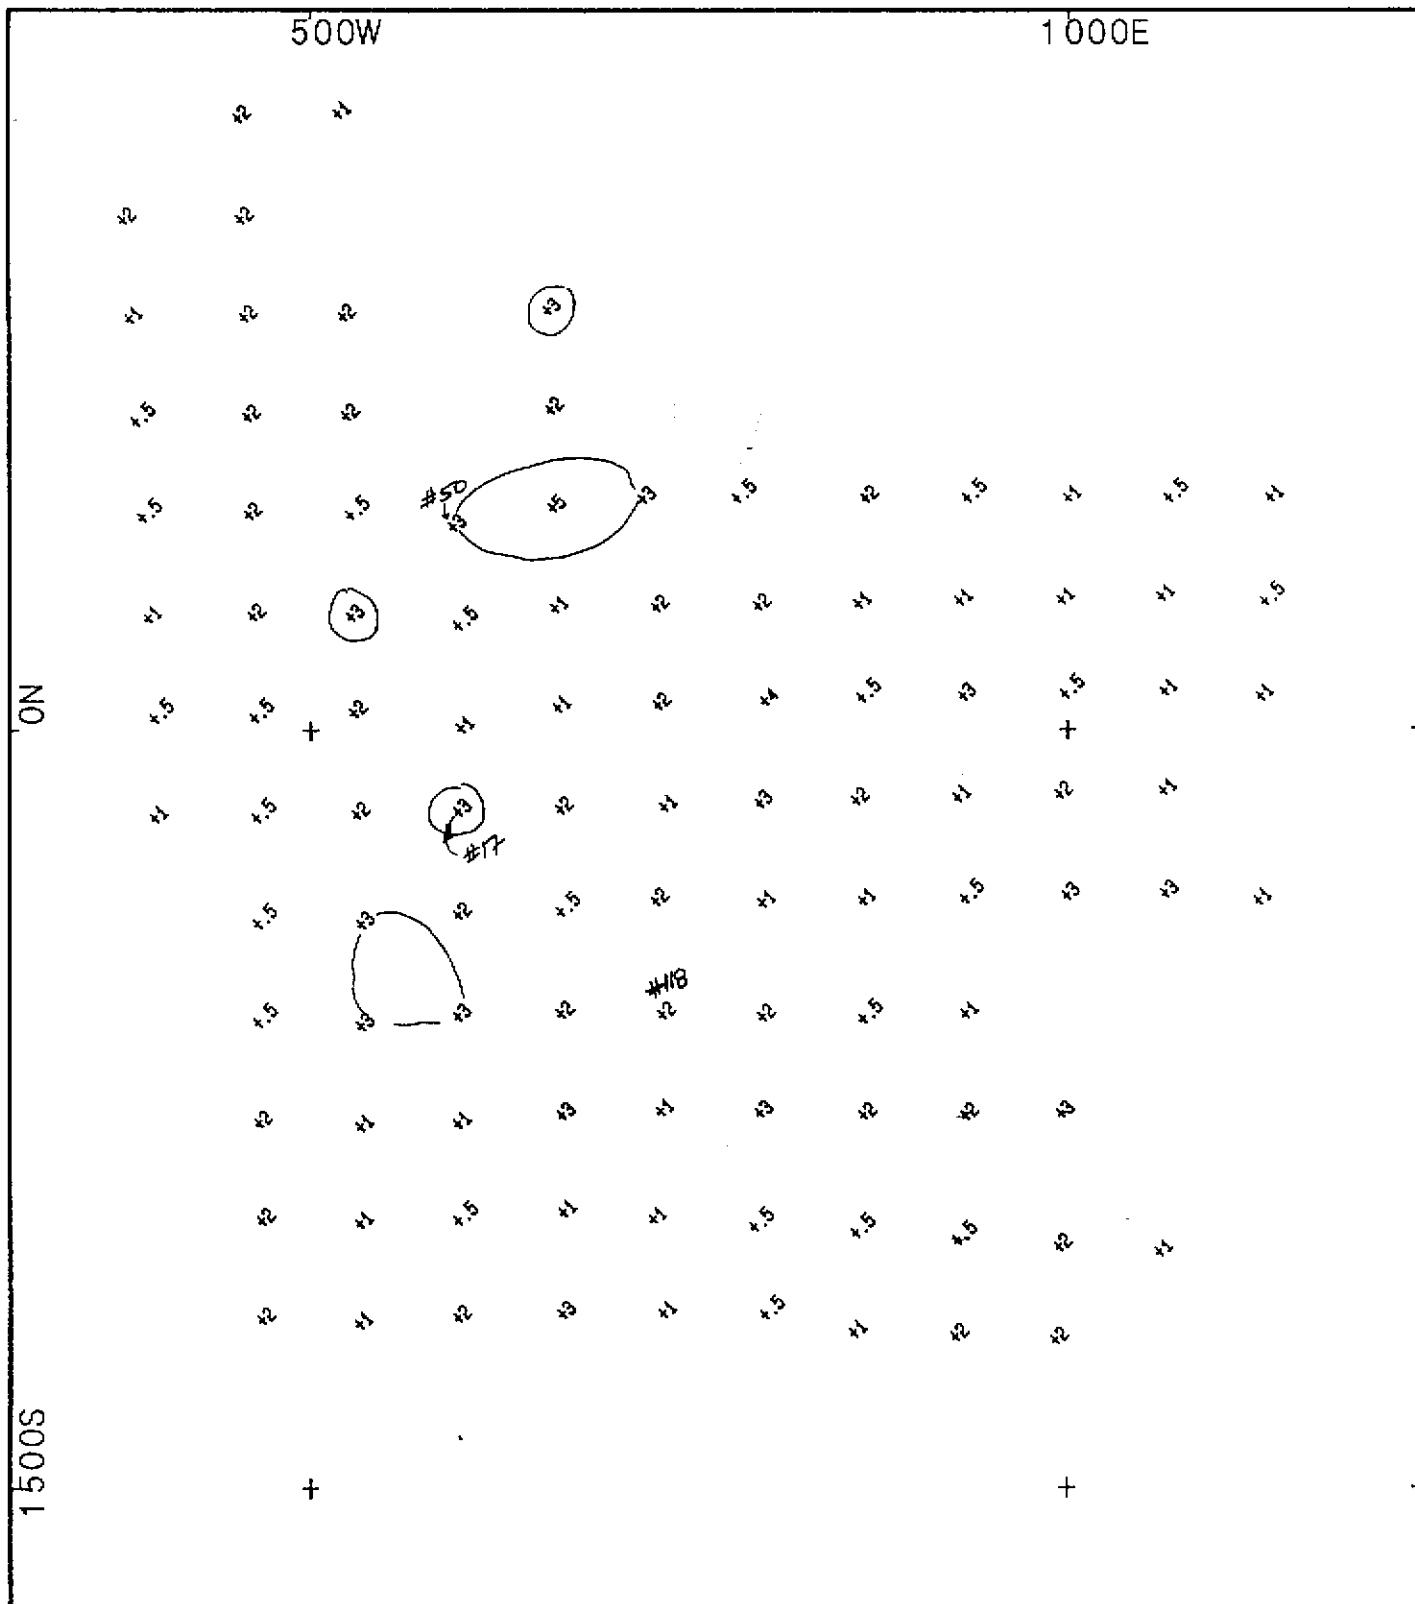 500W 1000E
+2 +1
+2 +2
+1 +2 +2 +3
+.5 +2 +2 +2
#50
+.5 +2 +.5 +3 +5 +3 +.5 +2 +.5 +1 +.5 +1
+1 +2 +3 +.5 +1 +2 +2 +1 +1 +1 +1 +.5
0N
+.5 +.5 +2 +1 +1 +2 +4 +.5 +3 +.5 +1 +1
+ +
+1 +.5 +2 +3 +2 +1 +3 +2 +1 +2 +1
#17
+.5 +3 +2 +.5 +2 +1 +1 +.5 +3 +3 +1
#118
+.5 +3 +3 +2 +2 +2 +.5 +1
+2 +1 +1 +3 +1 +3 +2 +2 +3
+2 +1 +.5 +1 +1 +.5 +.5 +.5 +2 +1
+2 +1 +2 +3 +1 +.5 +1 +2 +2
1500S
+ +